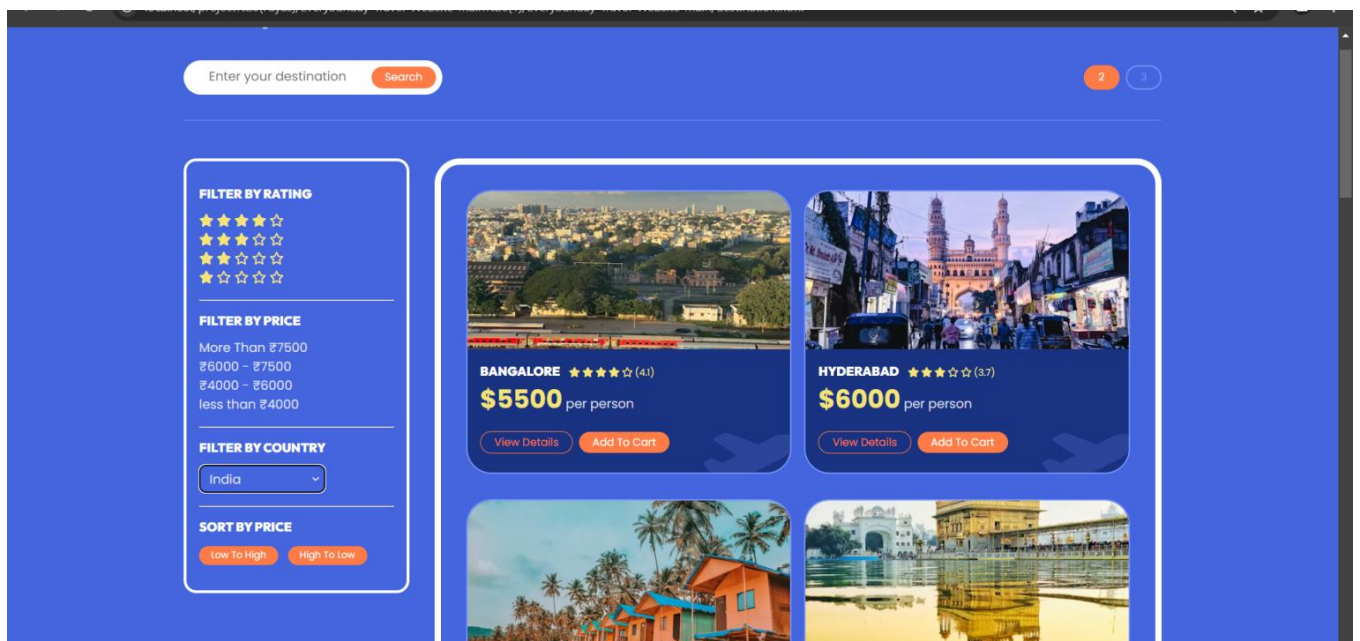 Enter your destination Search
2 3
FILTER BY RATING
FILTER BY PRICE
More Than ₹7500
₹6000 - ₹7500
₹4000 - ₹6000
less than ₹4000
FILTER BY COUNTRY
India
SORT BY PRICE
Low To High High To Low
BANGALORE (4.1)
$5500 per person
View Details Add To Cart
HYDERABAD (3.7)
$6000 per person
View Details Add To Cart